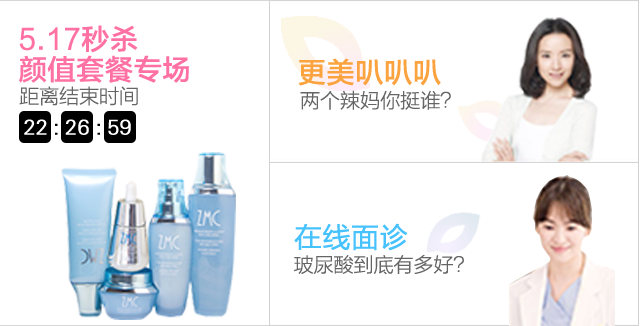 5.17秒杀
颜值套餐专场
距离结束时间
22:26:59
ZMC
ZMC
ZMC
ZMC
更美叭叭叭
两个辣妈你挺谁?
在线面诊
玻尿酸到底有多好?